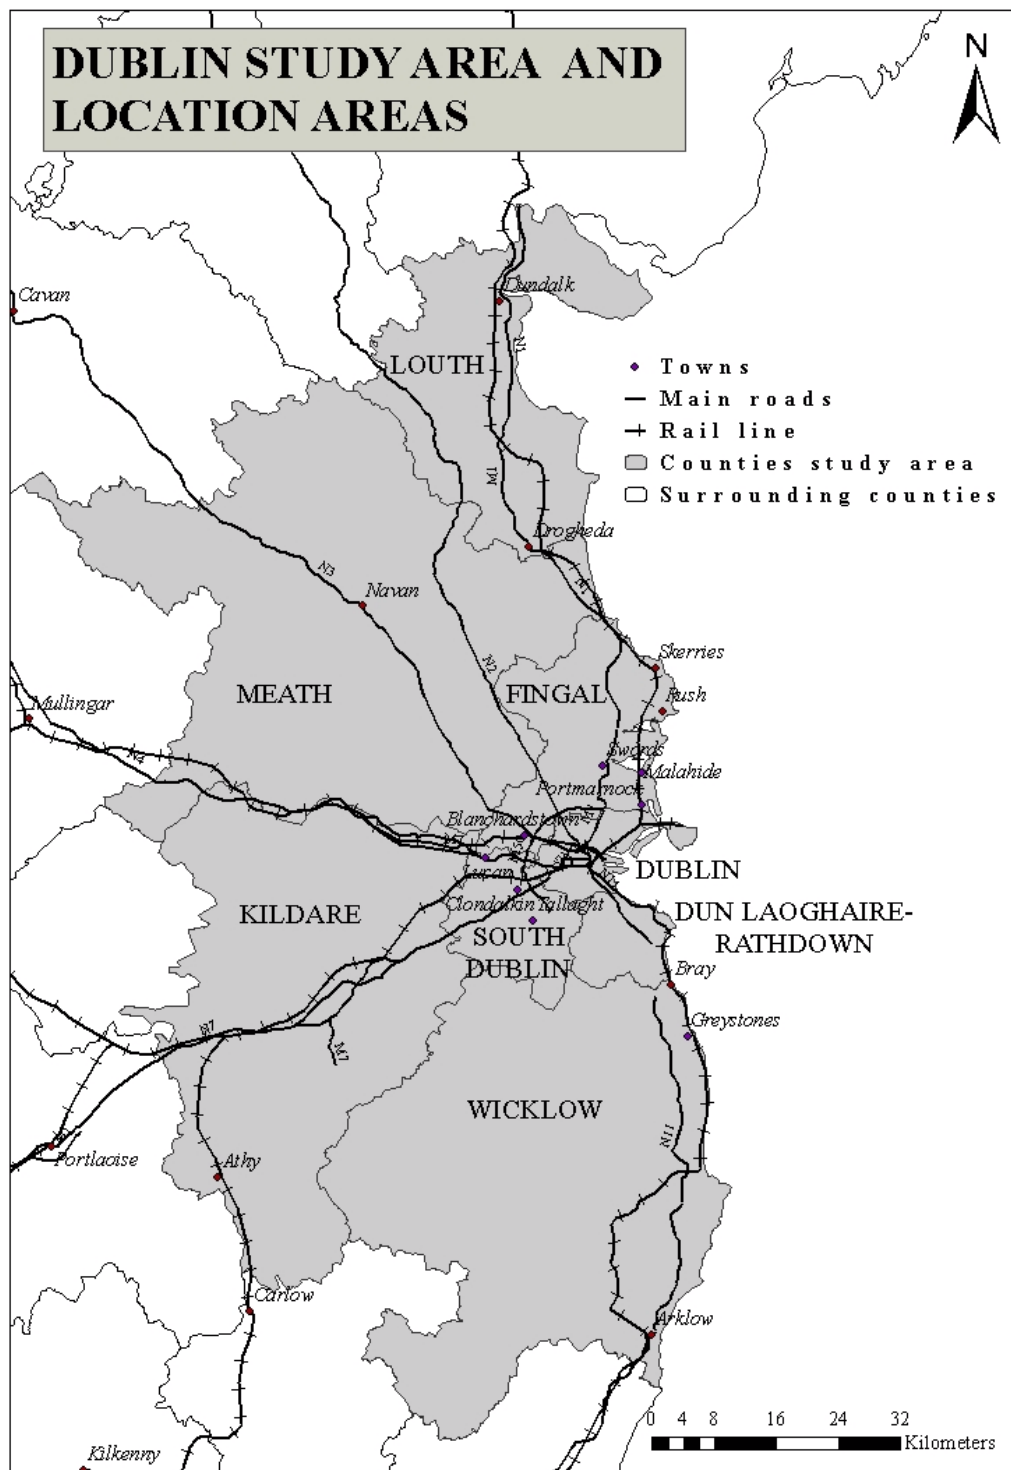 DUBLIN STUDY AREA AND
LOCATION AREAS
N
Cavan
Dundalk
N1
LOUTH
Towns
Main roads
Rail line
Counties study area
Surrounding counties
M1
Drogheda
N3
Navan
N1
N2
Skerries
MEATH
FINGAL
Rush
Mullingar
Swords
N4
Malahide
Portmarnock
Blanchardstown
Lucan
DUBLIN
KILDARE
Clondalkin Tallaght
DUN LAOGHAIRE-
RATHDOWN
SOUTH
DUBLIN
Bray
Greystones
N7
M7
WICKLOW
N11
Portlaoise
Athy
Carlow
Arklow
0 4 8 16 24 32
Kilometers
Kilkenny